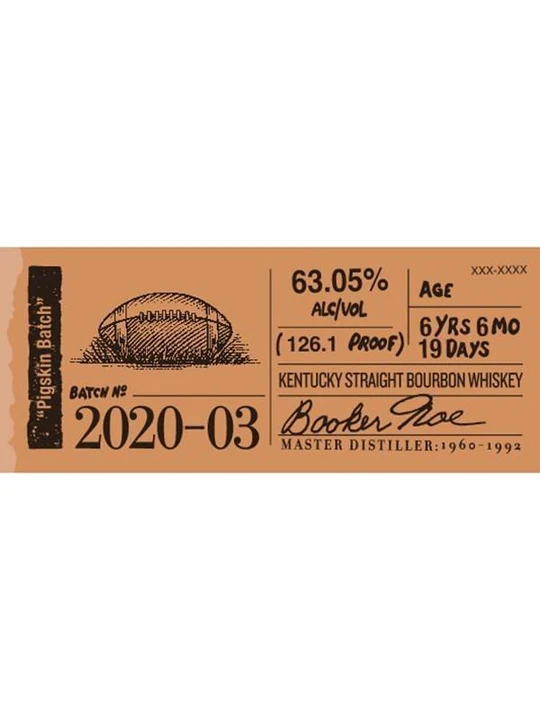 "Pigskin Batch"
BATCH Nº
2020-03
63.05%
ALC/VOL
(126.1 PROOF)
XXX-XXXX
AGE
6 YRS 6 MO
19 DAYS
KENTUCKY STRAIGHT BOURBON WHISKEY
Booker Noe
MASTER DISTILLER: 1960-1992